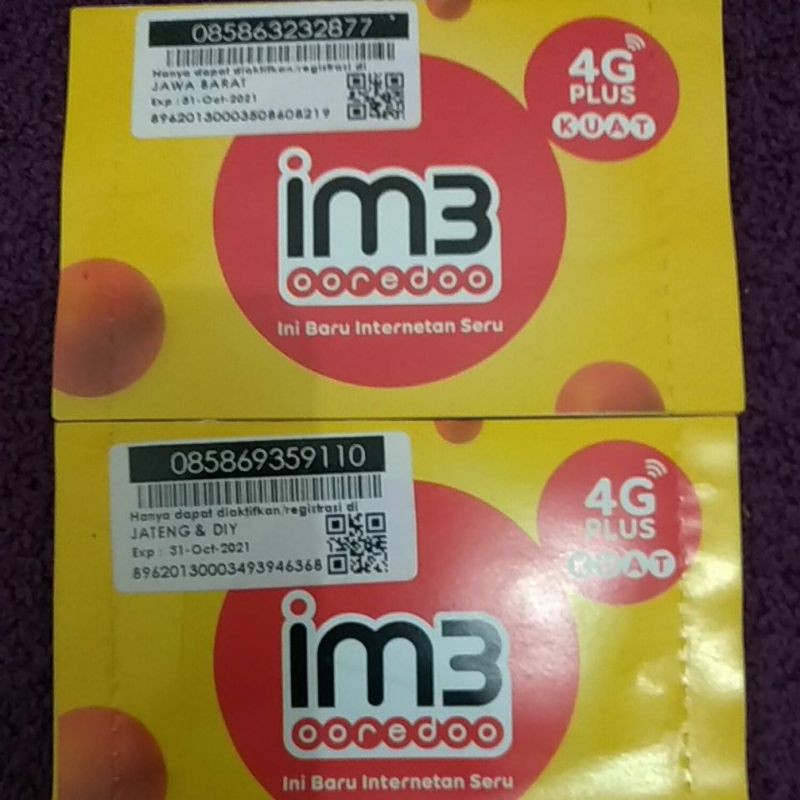 085863232877
Hanya dapat diaktifkan/registrasi di
JAWA BARAT
Exp : 31-Oct-2021
89620130003508608219
4G
PLUS
KUAT
im3
ooredoo
Ini Baru Internetan Seru
085869359110
Hanya dapat diaktifkan/registrasi di
JATENG & DIY
Exp : 31-Oct-2021
89620130003493946368
4G
PLUS
KUAT
im3
ooredoo
Ini Baru Internetan Seru